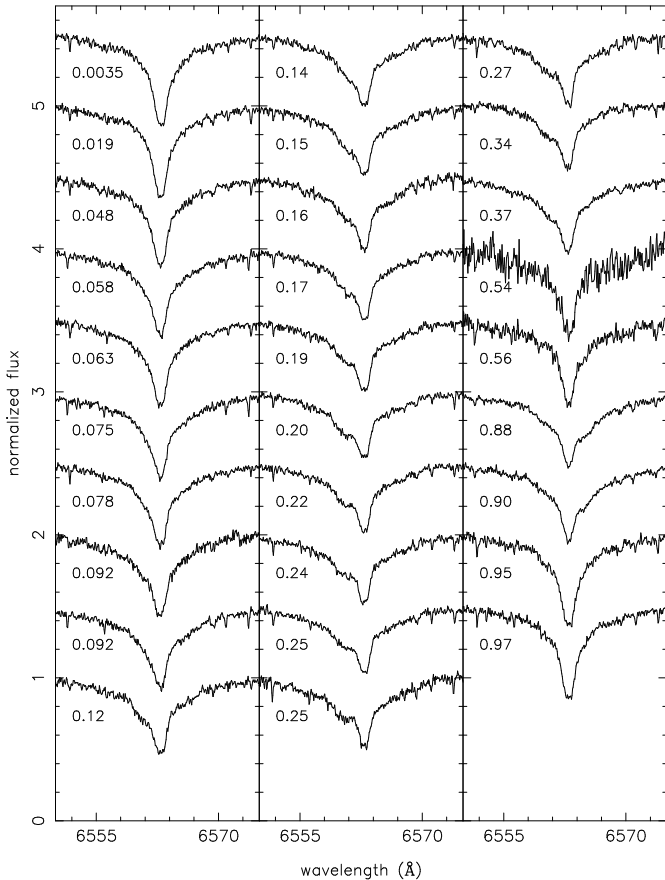 0.0035 0.14 0.27
5
0.019 0.15 0.34
0.048 0.16 0.37
4
0.058 0.17 0.54
0.063 0.19 0.56
3
0.075 0.20 0.88
normalized flux
0.078 0.22 0.90
2
0.092 0.24 0.95
0.092 0.25 0.97
1
0.12 0.25
0
6555 6570 6555 6570 6555 6570
wavelength (Å)